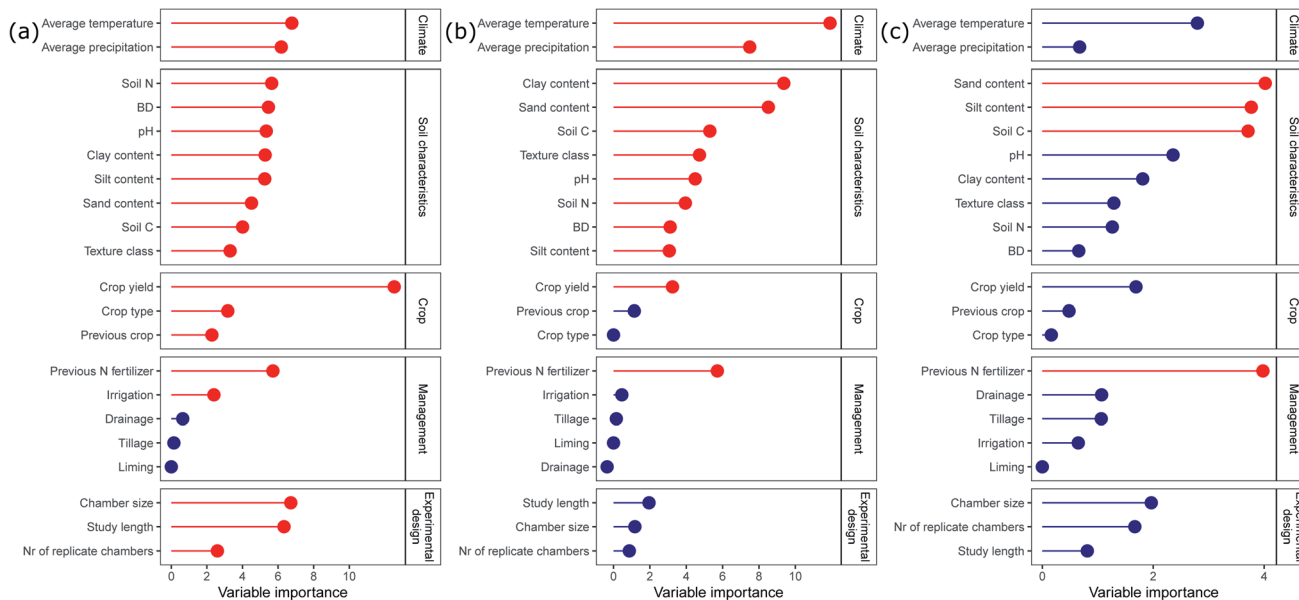 (a)
Average temperature
Average precipitation
Climate
Soil N
BD
pH
Clay content
Silt content
Sand content
Soil C
Texture class
Soil characteristics
Crop yield
Crop type
Previous crop
Crop
Previous N fertilizer
Irrigation
Drainage
Tillage
Liming
Management
Chamber size
Study length
Nr of replicate chambers
Experimental
design
0 2 4 6 8 10
Variable importance
(b)
Average temperature
Average precipitation
Climate
Clay content
Sand content
Soil C
Texture class
pH
Soil N
BD
Silt content
Soil characteristics
Crop yield
Previous crop
Crop type
Crop
Previous N fertilizer
Irrigation
Tillage
Liming
Drainage
Management
Study length
Chamber size
Nr of replicate chambers
Experimental
design
0 2 4 6 8 10
Variable importance
(c)
Average temperature
Average precipitation
Climate
Sand content
Silt content
Soil C
pH
Clay content
Texture class
Soil N
BD
Soil characteristics
Crop yield
Previous crop
Crop type
Crop
Previous N fertilizer
Drainage
Tillage
Irrigation
Liming
Management
Chamber size
Nr of replicate chambers
Study length
Experimental
design
0 2 4
Variable importance